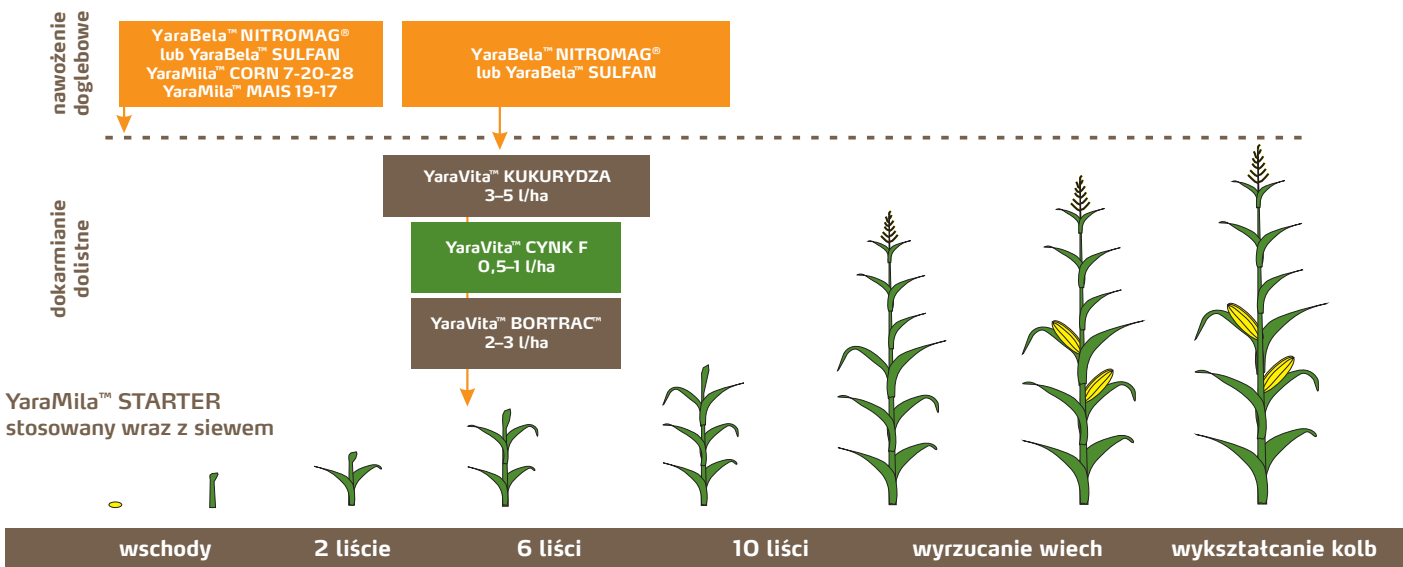 nawożenie
doglebowe
YaraBela™ NITROMAG®
lub YaraBela™ SULFAN
YaraMila™ CORN 7-20-28
YaraMila™ MAIS 19-17
YaraBela™ NITROMAG®
lub YaraBela™ SULFAN
dokarmianie
dolistne
YaraVita™ KUKURYDZA
3–5 l/ha
YaraVita™ CYNK F
0,5–1 l/ha
YaraVita™ BORTRAC™
2–3 l/ha
YaraMila™ STARTER
stosowany wraz z siewem
wschody
2 liście
6 liści
10 liści
wyrzucanie wiech
wykształcanie kolb